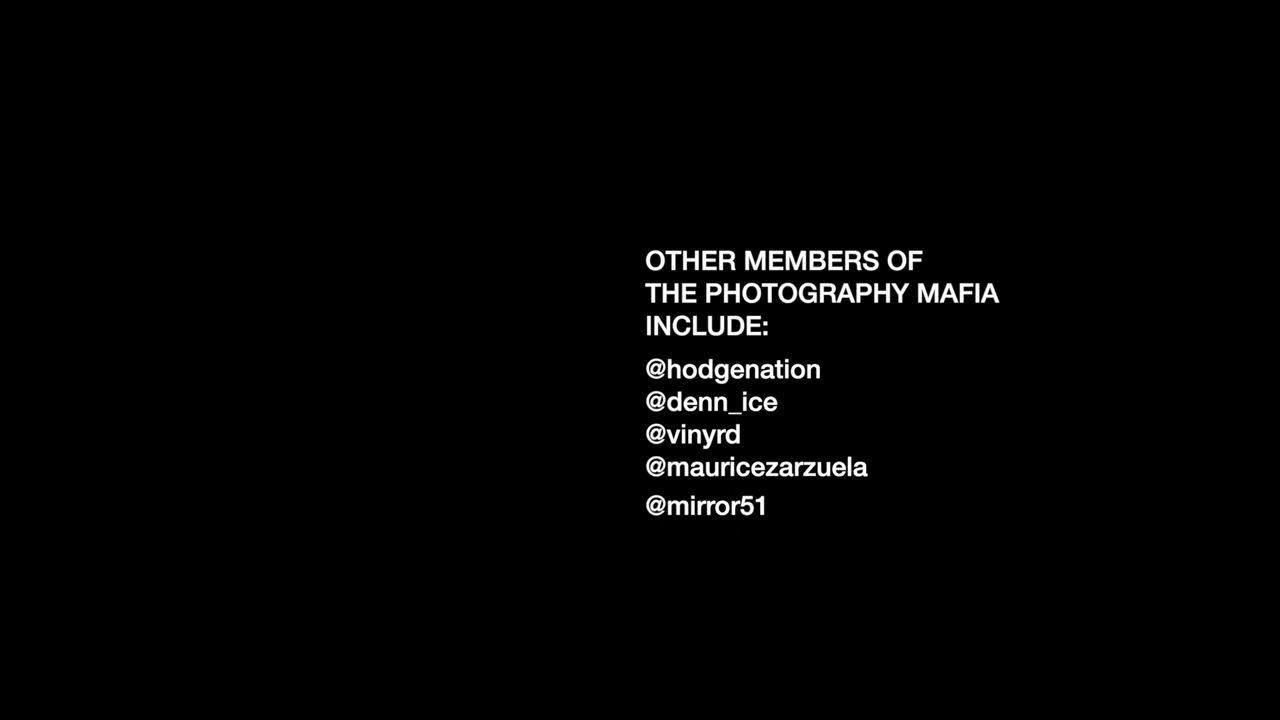 OTHER MEMBERS OF
THE PHOTOGRAPHY MAFIA
INCLUDE:
@hodgenation
@denn_ice
@vinyrd
@mauricezarzuela
@mirror51